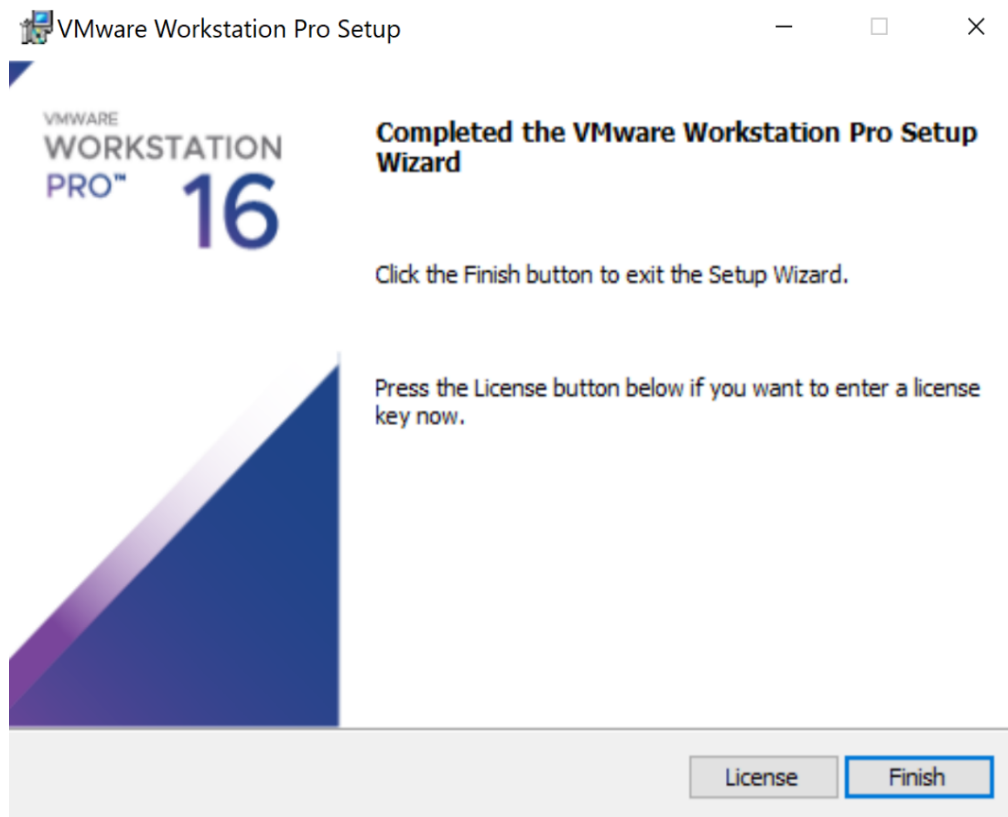 VMware Workstation Pro Setup
VMWARE
WORKSTATION
PRO™ 16
Completed the VMware Workstation Pro Setup
Wizard
Click the Finish button to exit the Setup Wizard.
Press the License button below if you want to enter a license
key now.
License Finish